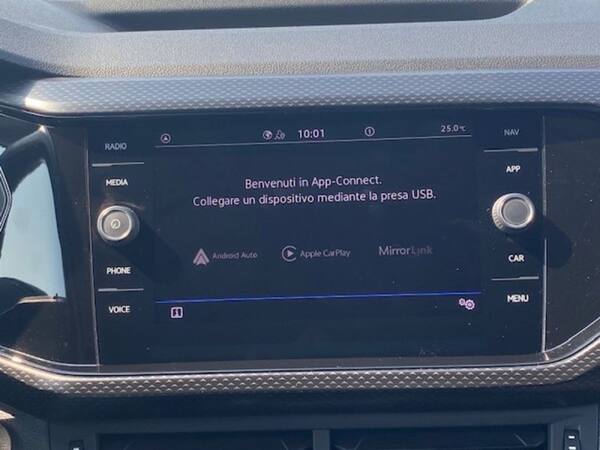 RADIO
MEDIA
PHONE
VOICE
10:01
25.0°C
Benvenuti in App-Connect.
Collegare un dispositivo mediante la presa USB.
Android Auto
Apple CarPlay
MirrorLink
NAV
APP
CAR
MENU